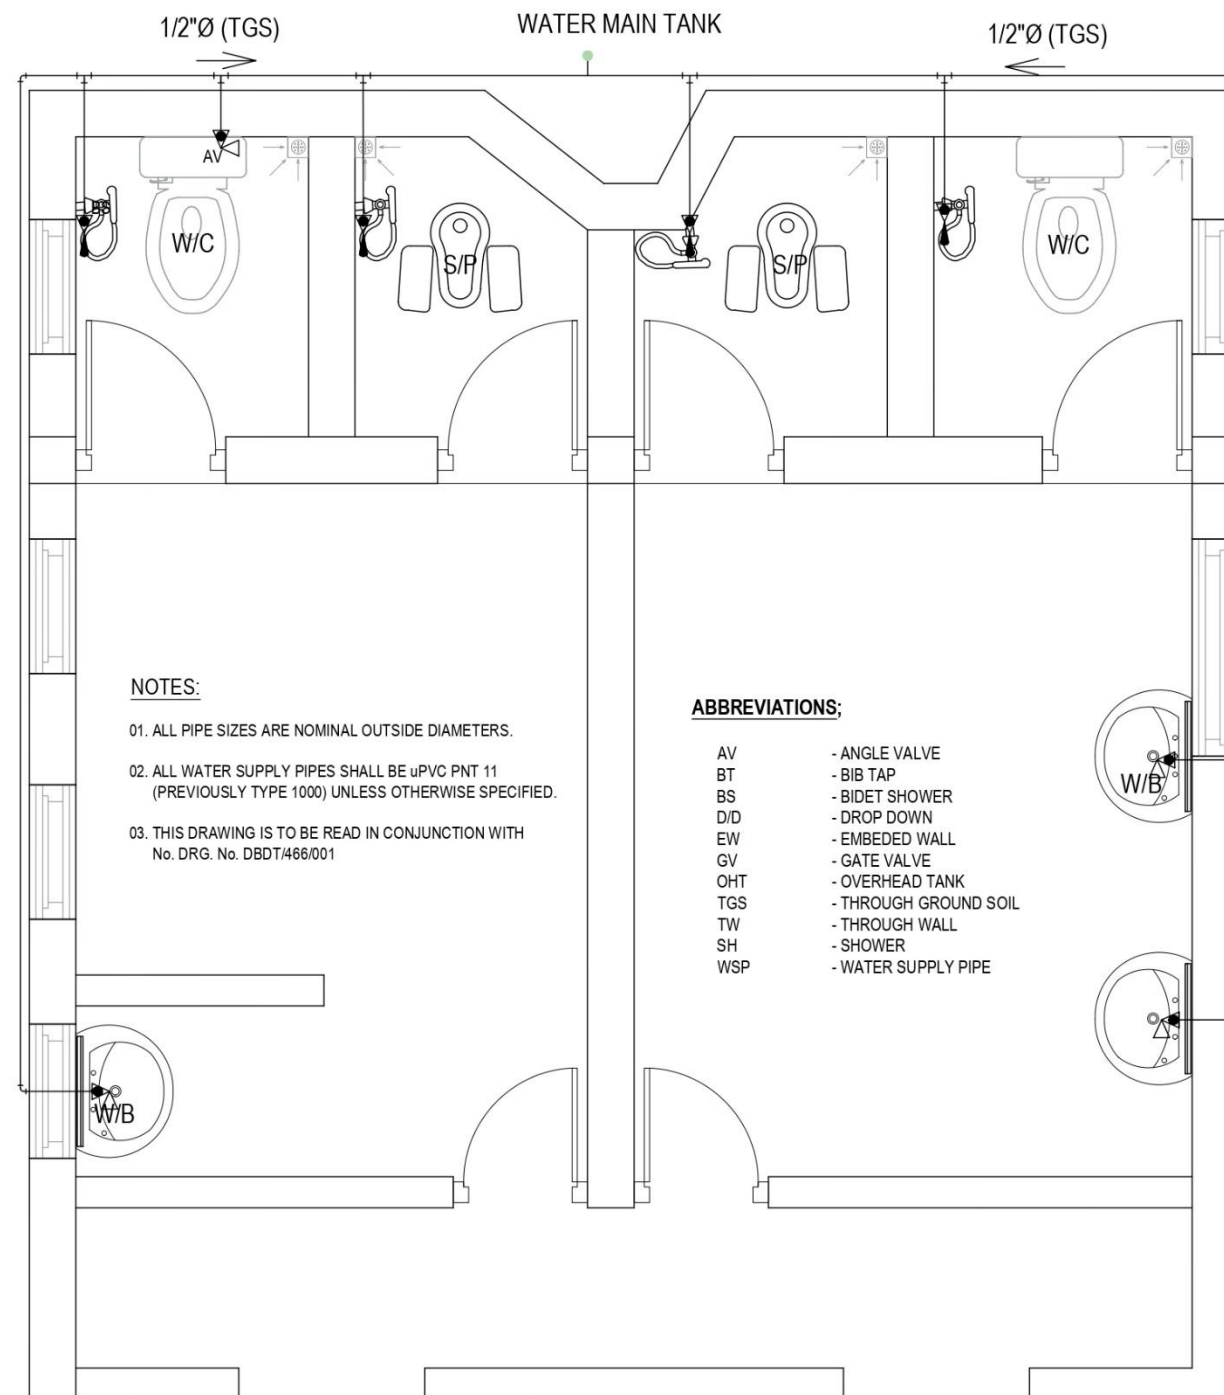 1/2"Ø (TGS)
WATER MAIN TANK
1/2"Ø (TGS)
AV
W/C
S/P
S/P
W/C
NOTES:
01. ALL PIPE SIZES ARE NOMINAL OUTSIDE DIAMETERS.
02. ALL WATER SUPPLY PIPES SHALL BE uPVC PNT 11
(PREVIOUSLY TYPE 1000) UNLESS OTHERWISE SPECIFIED.
03. THIS DRAWING IS TO BE READ IN CONJUNCTION WITH
No. DRG. No. DBDT/466/001
ABBREVIATIONS;
AV - ANGLE VALVE
BT - BIB TAP
BS - BIDET SHOWER
D/D - DROP DOWN
EW - EMBEDED WALL
GV - GATE VALVE
OHT - OVERHEAD TANK
TGS - THROUGH GROUND SOIL
TW - THROUGH WALL
SH - SHOWER
WSP - WATER SUPPLY PIPE
W/B
W/B